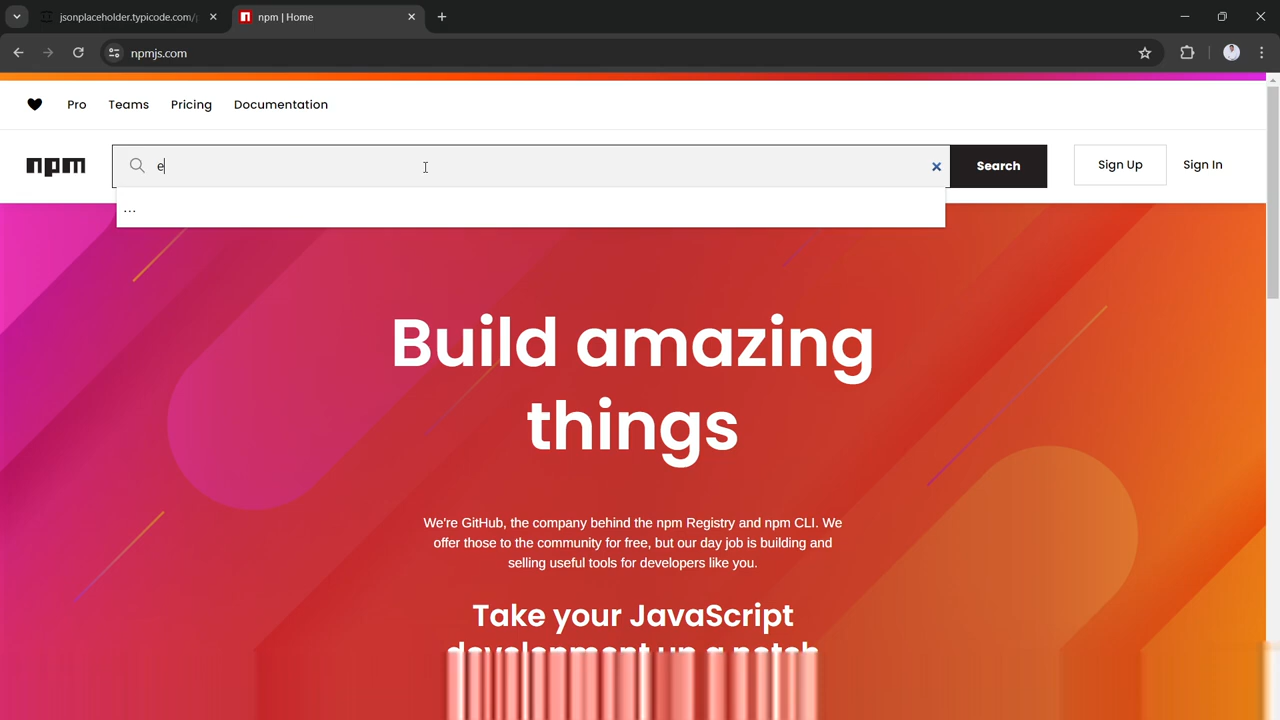 jsonplaceholder.typicode.com/
npm | Home
npmjs.com
Pro Teams Pricing Documentation
npm
e
Search
Sign Up
Sign In
...
Build amazing
things
We're GitHub, the company behind the npm Registry and npm CLI. We
offer those to the community for free, but our day job is building and
selling useful tools for developers like you.
Take your JavaScript
development up a notch